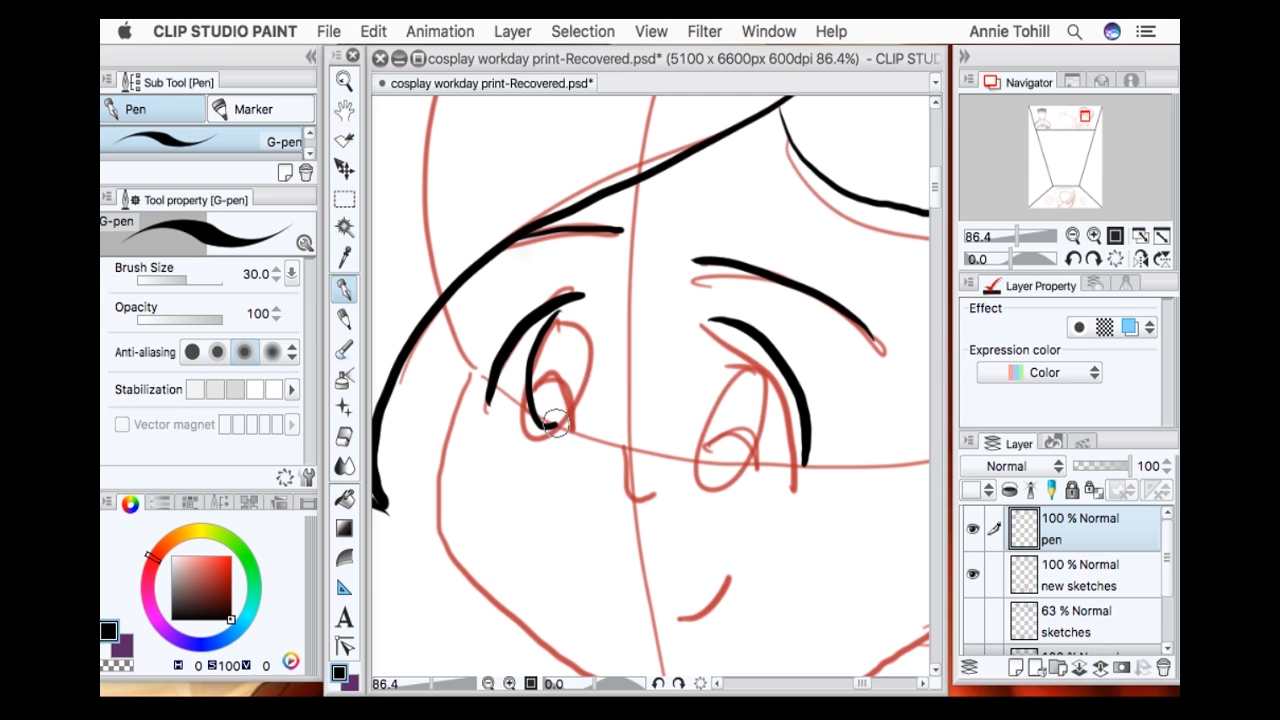 CLIP STUDIO PAINT File Edit Animation Layer Selection View Filter Window Help Annie Tohill
cosplay workday print-Recovered.psd* (5100 x 6600px 600dpi 86.4%) - CLIP STUD
cosplay workday print-Recovered.psd*
Sub Tool [Pen]
Pen Marker
G-pen
Tool property [G-pen]
G-pen
Brush Size 30.0
Opacity 100
Anti-aliasing
Stabilization
Vector magnet
H 0 S 100 V 0
A
86.4 0.0
Navigator
86.4
0.0
Layer Property
Effect
Expression color
Color
Layer
Normal 100
100 % Normal
pen
100 % Normal
new sketches
63 % Normal
sketches